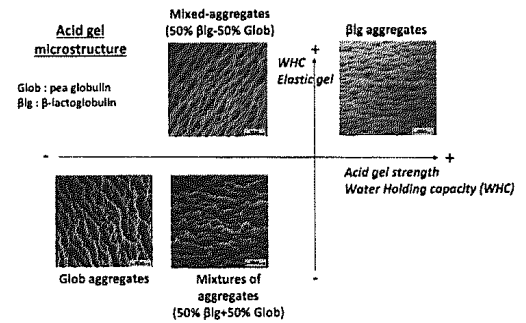 Acid gel
microstructure
Glob : pea globulin
βlg : β-lactoglobulin
Mixed-aggregates
(50% βlg-50% Glob)
+
WHC
Elastic gel
βlg aggregates
-
+
Acid gel strength
Water Holding capacity (WHC)
Glob aggregates
Mixtures of
aggregates
(50% βlg+50% Glob)
-